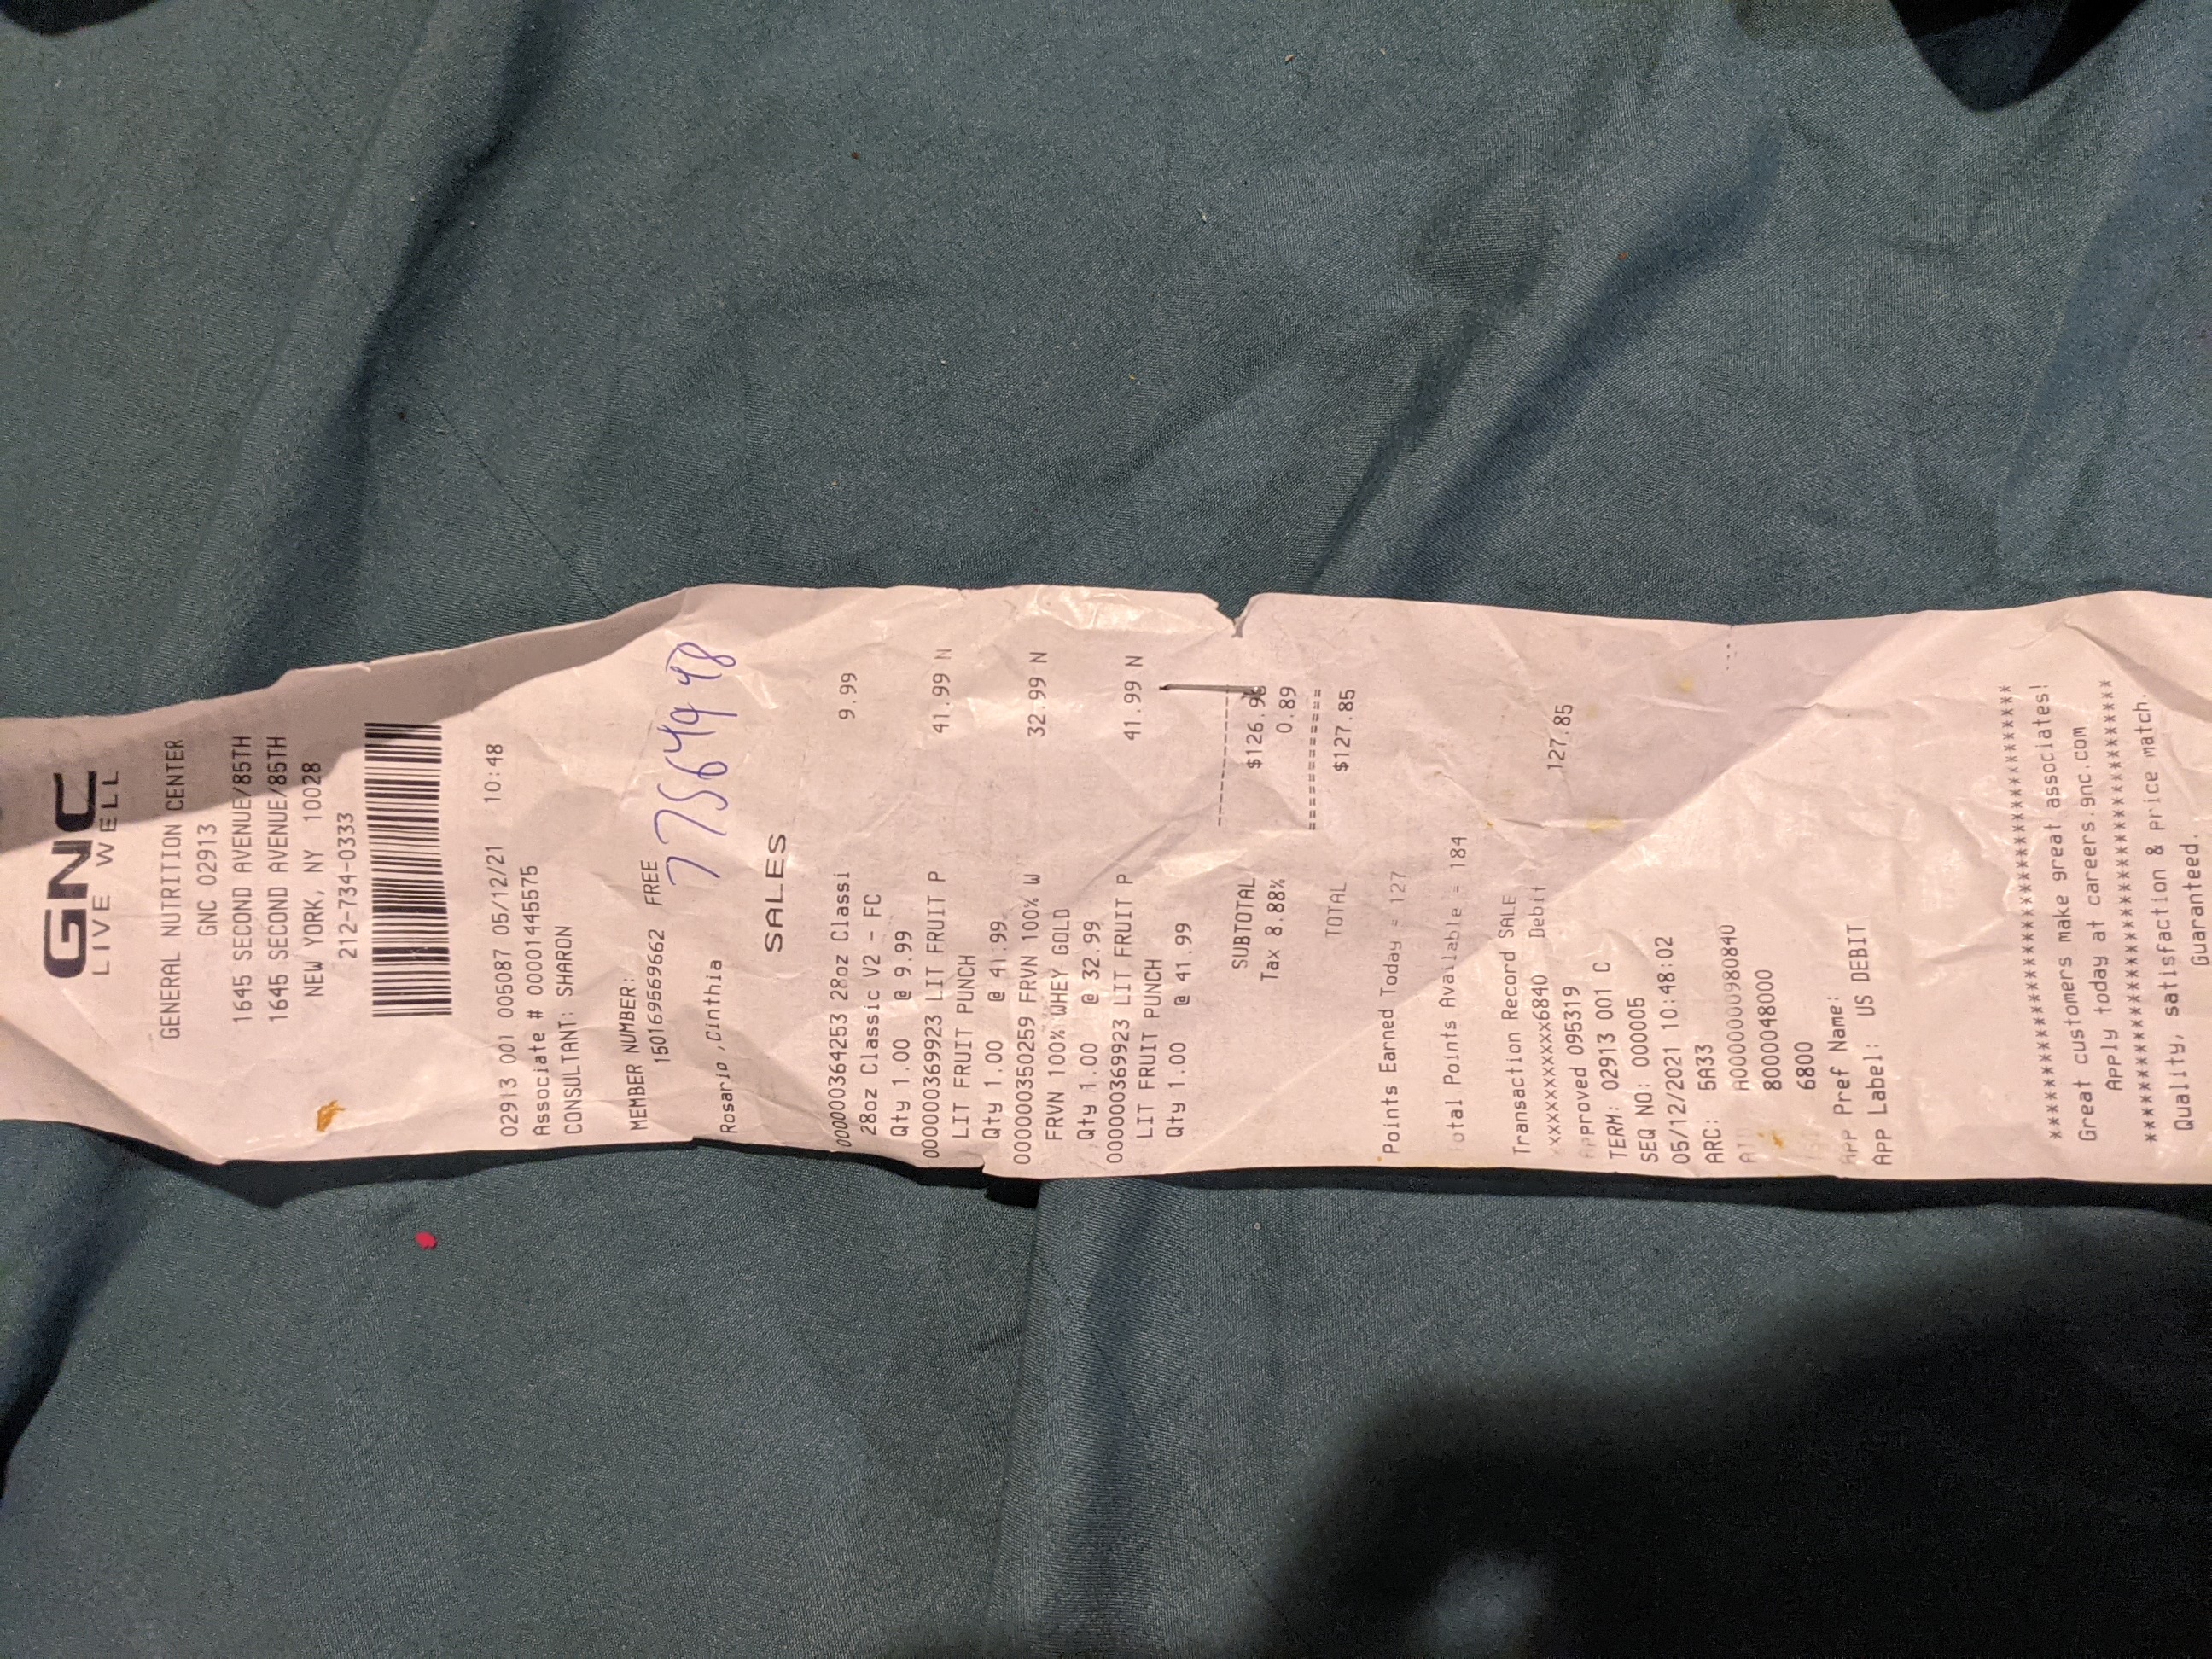 GNC
LIVE WELL
GENERAL NUTRITION CENTER
GNC 02913
1645 SECOND AVENUE/85TH
1645 SECOND AVENUE/85TH
NEW YORK, NY 10028
212-734-0333
02913 001 005087 05/12/21 10:48
Associate # 00001445575
CONSULTANT: SHARON
MEMBER NUMBER:
150169569662 FREE
77564948
Rosario ,Cinthia
SALES
000000364253 28oz Classi 9.99
28oz Classic V2 - FC
Qty 1.00 @ 9.99
000000369923 LIT FRUIT P 41.99 N
LIT FRUIT PUNCH
Qty 1.00 @ 41.99
000000350259 FRVN 100% W 32.99 N
FRVN 100% WHEY GOLD
Qty 1.00 @ 32.99
000000369923 LIT FRUIT P 41.99 N
LIT FRUIT PUNCH
Qty 1.00 @ 41.99
------------
SUBTOTAL $126.96
Tax 8.88% 0.89
============
TOTAL $127.85
Points Earned Today = 127
otal Points Available = 184
Transaction Record SALE
xxxxxxxxxxxx6840 Debit 127.85
Approved 095319
TERM: 02913 001 C
SEQ NO: 000005
05/12/2021 10:48:02
ARC: 5A33
A0000000980840
8000048000
6800
App Pref Name:
App Label: US DEBIT
**************************************
Great customers make great associates!
Apply today at careers.gnc.com
**************************************
Quality, satisfaction & price match.
Guaranteed.